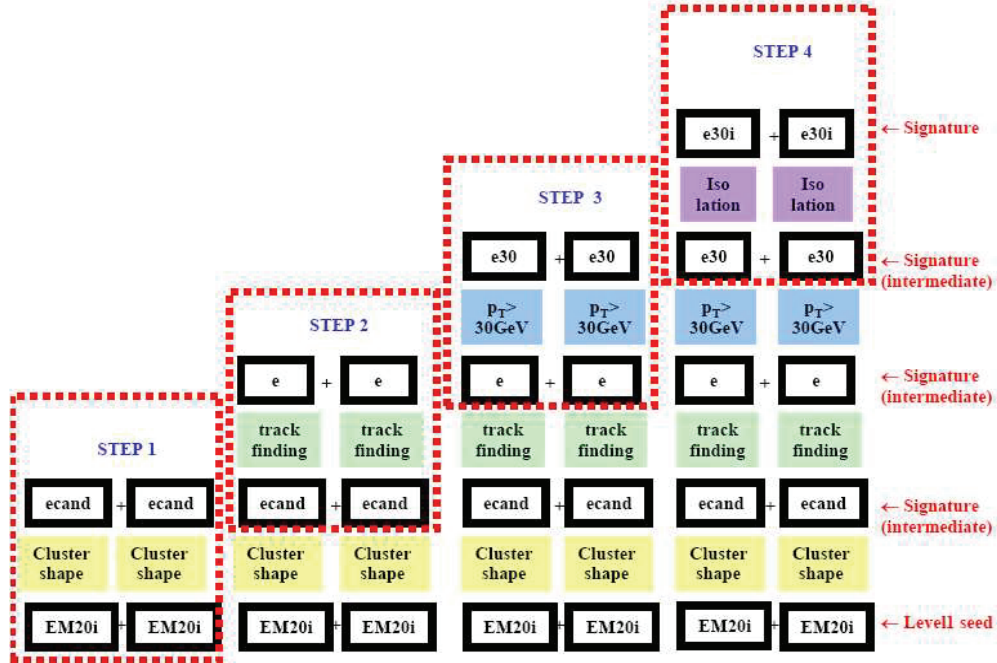 STEP 4
e30i + e30i ← Signature
Iso lation Iso lation
STEP 3
e30 + e30 e30 + e30 ← Signature (intermediate)
STEP 2
pT> 30GeV pT> 30GeV pT> 30GeV pT> 30GeV
e + e e + e e + e ← Signature (intermediate)
STEP 1
track finding track finding track finding track finding track finding track finding
ecand + ecand ecand + ecand ecand + ecand ecand + ecand ← Signature (intermediate)
Cluster shape Cluster shape Cluster shape Cluster shape Cluster shape Cluster shape Cluster shape Cluster shape
EM20i + EM20i EM20i + EM20i EM20i + EM20i EM20i + EM20i ← Level1 seed